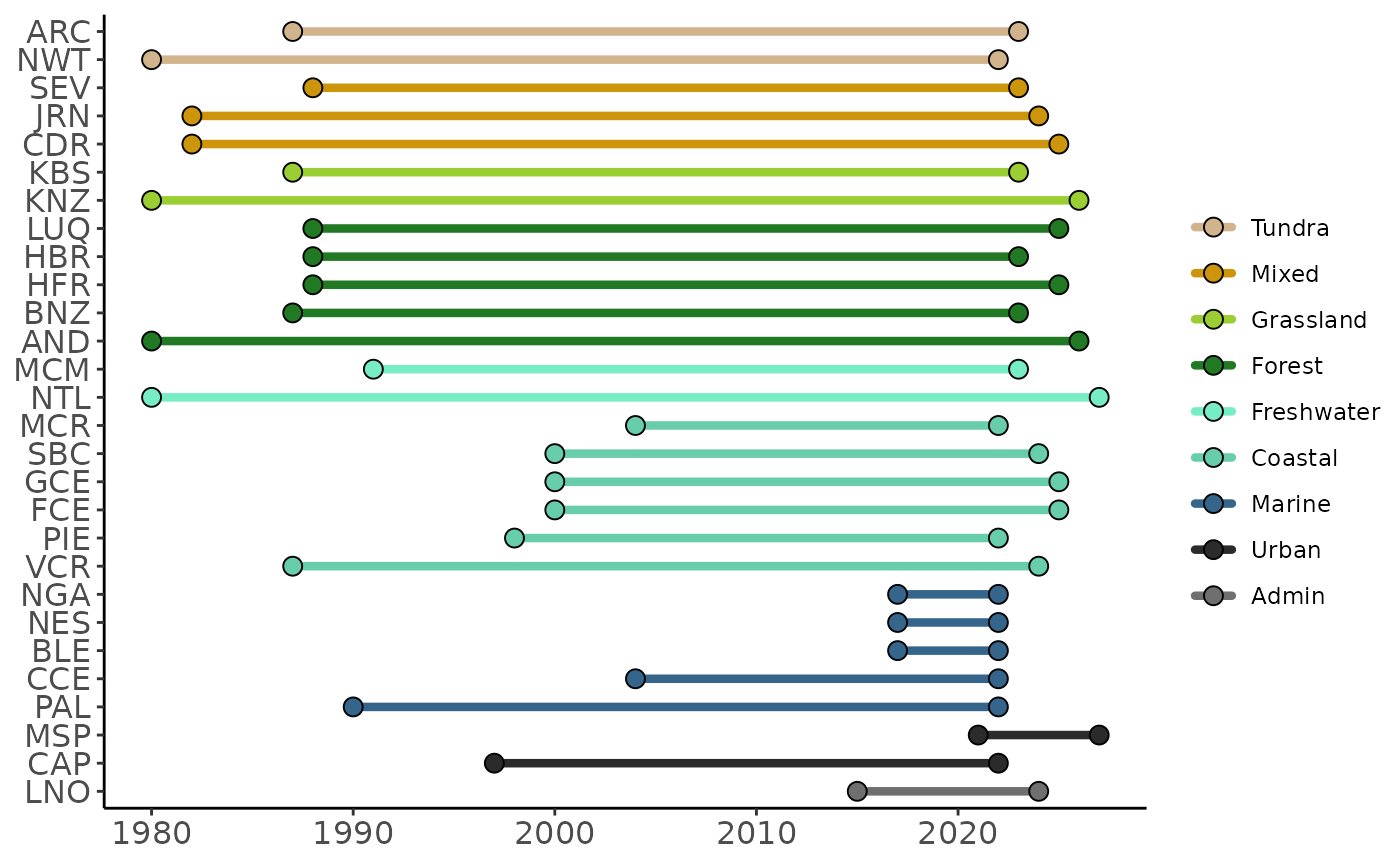 ARC
NWT
SEV
JRN
CDR
KBS
KNZ
LUQ
HBR
HFR
BNZ
AND
MCM
NTL
MCR
SBC
GCE
FCE
PIE
VCR
NGA
NES
BLE
CCE
PAL
MSP
CAP
LNO
1980 1990 2000 2010 2020
Tundra
Mixed
Grassland
Forest
Freshwater
Coastal
Marine
Urban
Admin